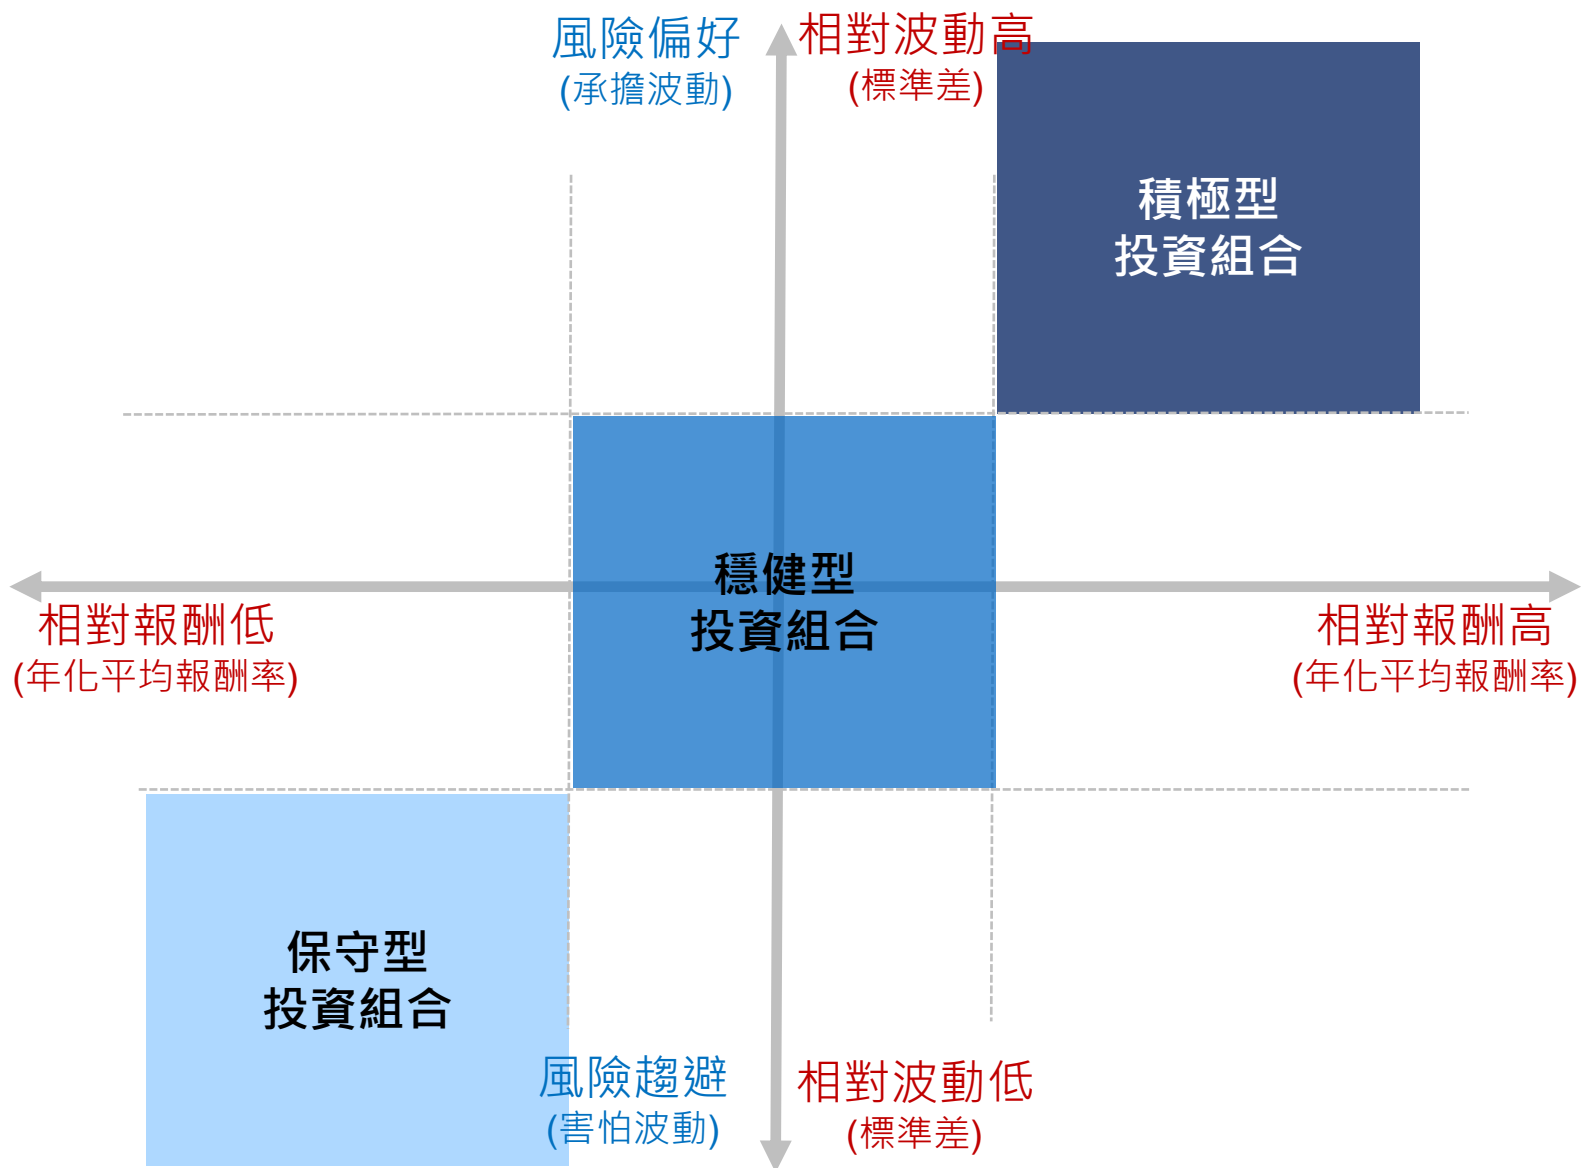 風險偏好
(承擔波動)
相對波動高
(標準差)
積極型
投資組合
穩健型
投資組合
相對報酬低
(年化平均報酬率)
相對報酬高
(年化平均報酬率)
保守型
投資組合
風險趨避
(害怕波動)
相對波動低
(標準差)